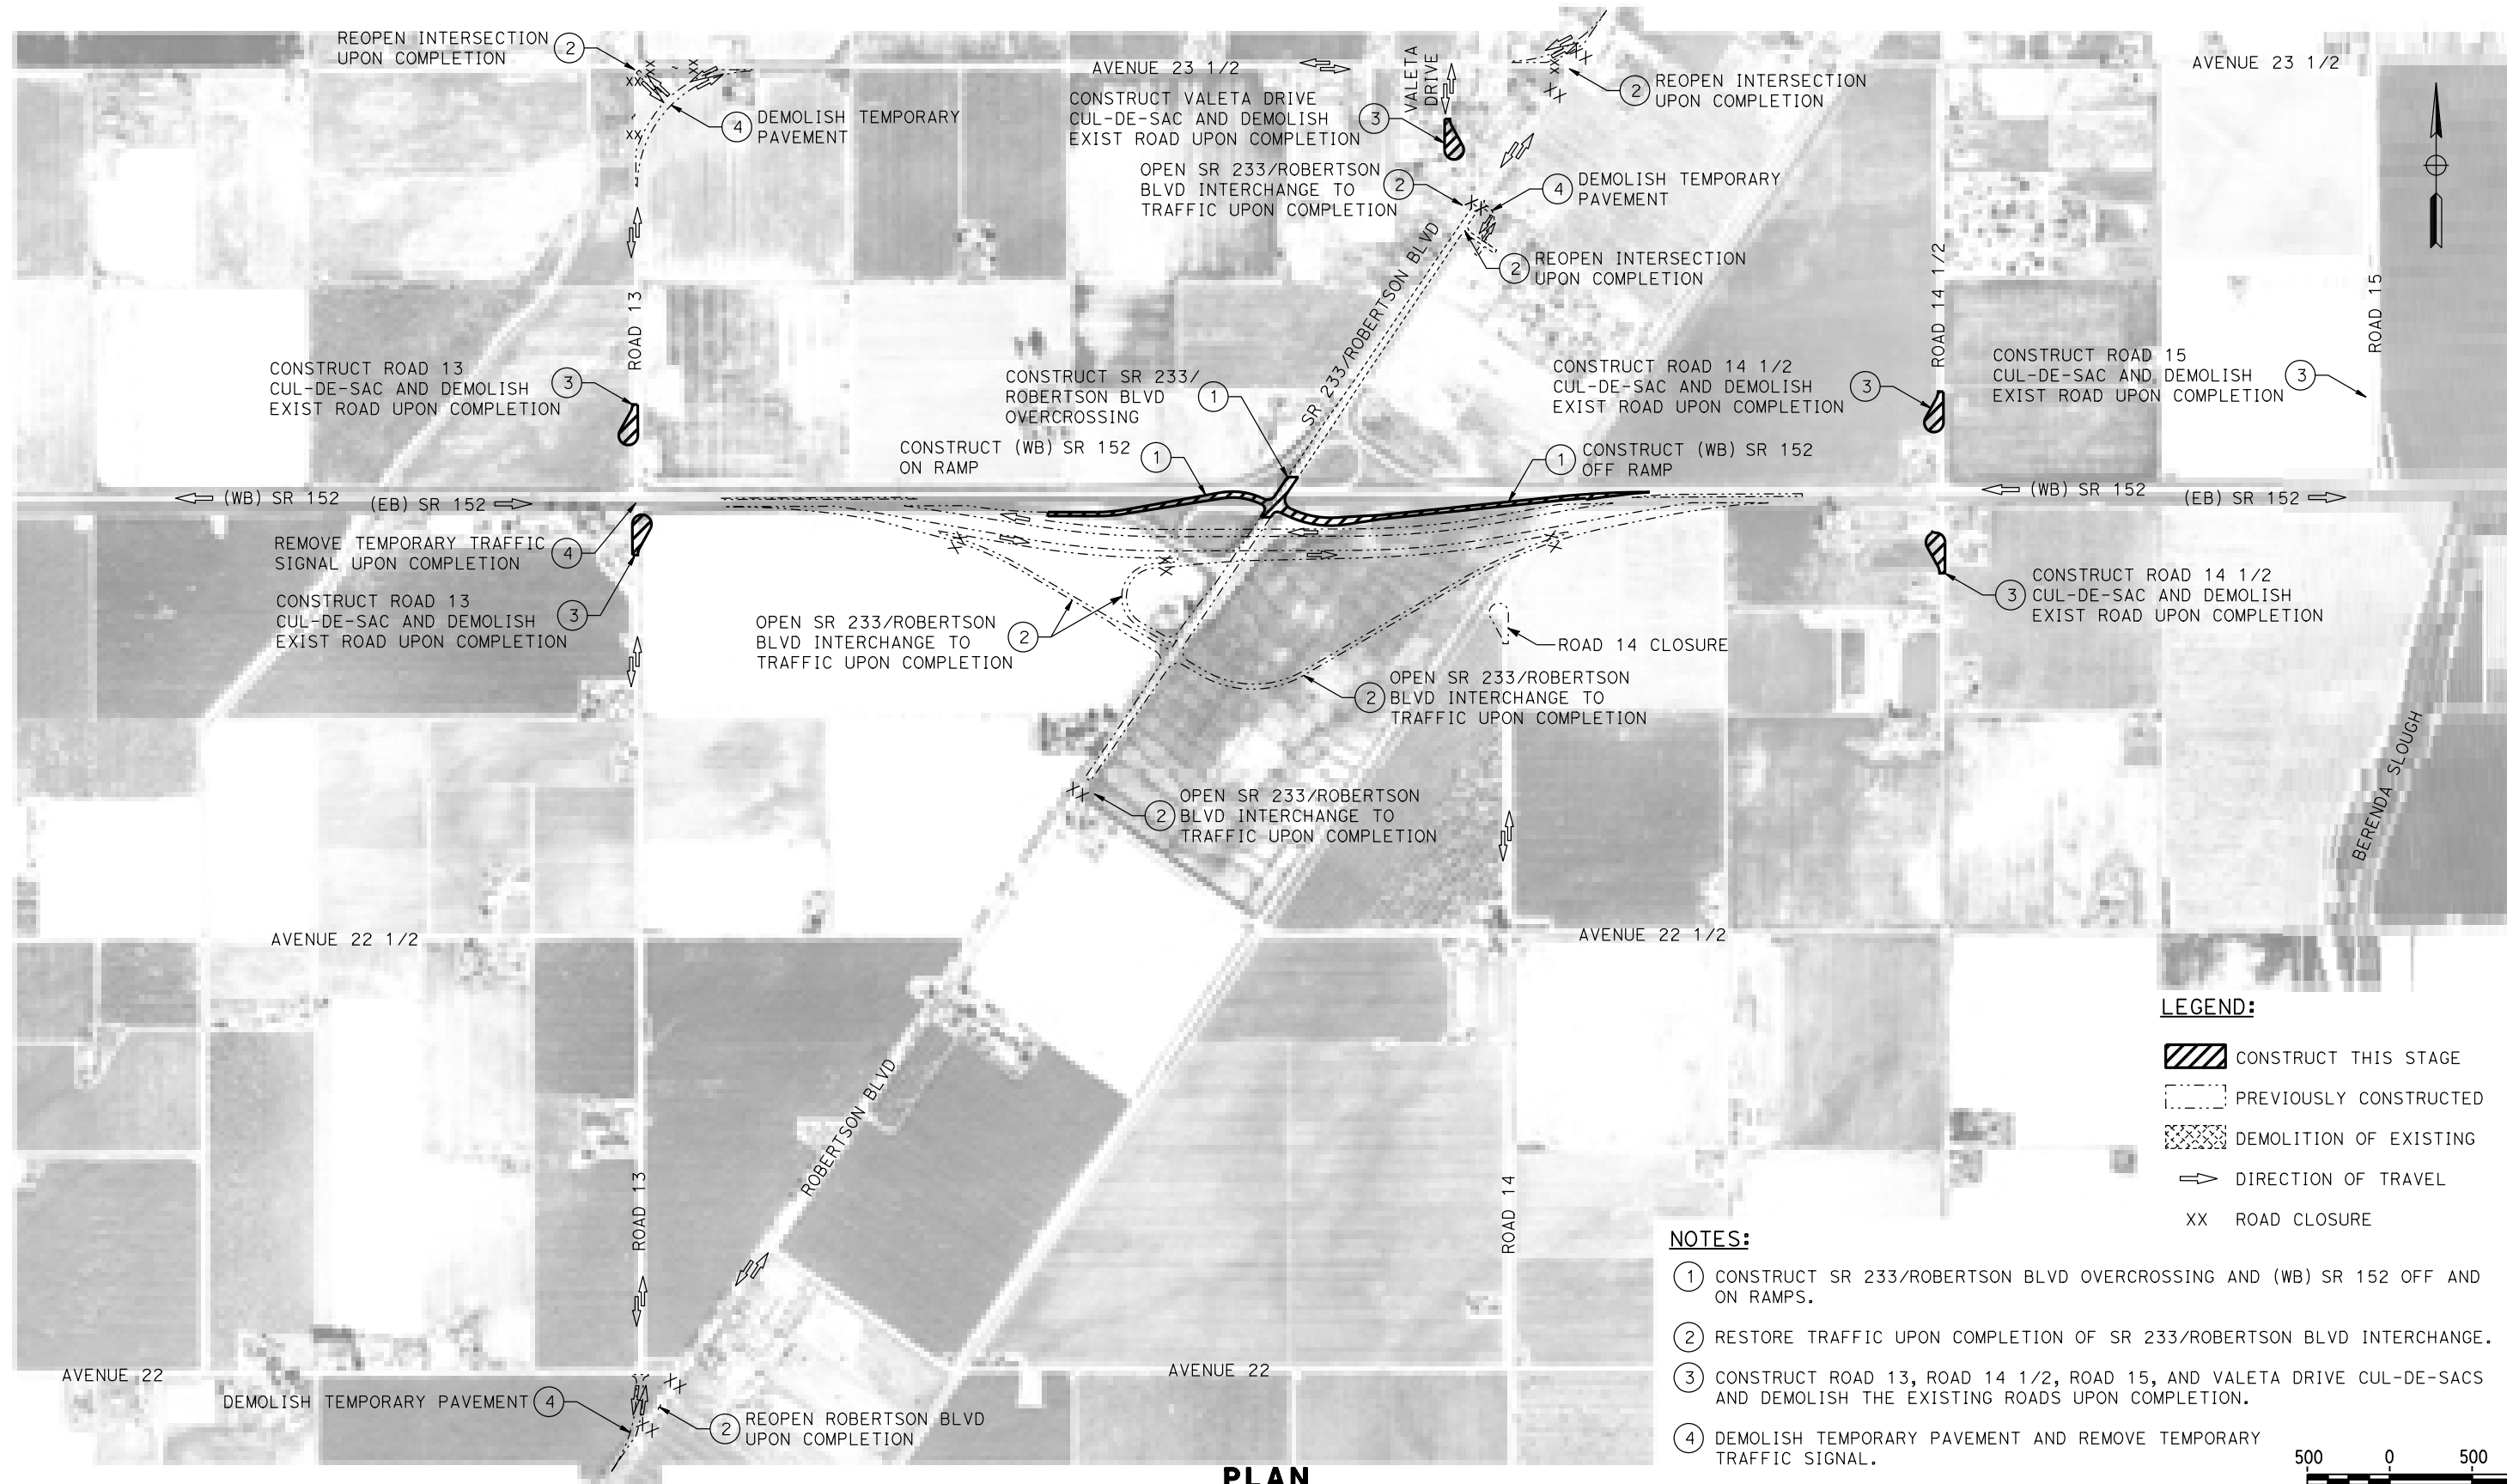 REOPEN INTERSECTION
UPON COMPLETION
2
4
DEMOLISH TEMPORARY
PAVEMENT
AVENUE 23 1/2
VALETA
DRIVE
CONSTRUCT VALETA DRIVE
CUL-DE-SAC AND DEMOLISH
EXIST ROAD UPON COMPLETION
3
2
REOPEN INTERSECTION
UPON COMPLETION
AVENUE 23 1/2
OPEN SR 233/ROBERTSON
BLVD INTERCHANGE TO
TRAFFIC UPON COMPLETION
2
4
DEMOLISH TEMPORARY
PAVEMENT
2
REOPEN INTERSECTION
UPON COMPLETION
SR 233/ROBERTSON BLVD
ROAD 13
ROAD 14 1/2
ROAD 15
CONSTRUCT ROAD 13
CUL-DE-SAC AND DEMOLISH
EXIST ROAD UPON COMPLETION
3
CONSTRUCT SR 233/
ROBERTSON BLVD
OVERCROSSING
1
CONSTRUCT (WB) SR 152
ON RAMP
1
1
CONSTRUCT (WB) SR 152
OFF RAMP
CONSTRUCT ROAD 14 1/2
CUL-DE-SAC AND DEMOLISH
EXIST ROAD UPON COMPLETION
3
CONSTRUCT ROAD 15
CUL-DE-SAC AND DEMOLISH
EXIST ROAD UPON COMPLETION
3
(WB) SR 152
(EB) SR 152
(WB) SR 152
(EB) SR 152
REMOVE TEMPORARY TRAFFIC
SIGNAL UPON COMPLETION
4
CONSTRUCT ROAD 13
CUL-DE-SAC AND DEMOLISH
EXIST ROAD UPON COMPLETION
3
OPEN SR 233/ROBERTSON
BLVD INTERCHANGE TO
TRAFFIC UPON COMPLETION
2
3
CONSTRUCT ROAD 14 1/2
CUL-DE-SAC AND DEMOLISH
EXIST ROAD UPON COMPLETION
ROAD 14 CLOSURE
2
OPEN SR 233/ROBERTSON
BLVD INTERCHANGE TO
TRAFFIC UPON COMPLETION
2
OPEN SR 233/ROBERTSON
BLVD INTERCHANGE TO
TRAFFIC UPON COMPLETION
BERENDA SLOUGH
AVENUE 22 1/2
AVENUE 22 1/2
ROBERTSON BLVD
ROAD 13
ROAD 14
AVENUE 22
AVENUE 22
DEMOLISH TEMPORARY PAVEMENT
4
2
REOPEN ROBERTSON BLVD
UPON COMPLETION
LEGEND:
CONSTRUCT THIS STAGE
PREVIOUSLY CONSTRUCTED
DEMOLITION OF EXISTING
DIRECTION OF TRAVEL
XX ROAD CLOSURE
NOTES:
1 CONSTRUCT SR 233/ROBERTSON BLVD OVERCROSSING AND (WB) SR 152 OFF AND
ON RAMPS.
2 RESTORE TRAFFIC UPON COMPLETION OF SR 233/ROBERTSON BLVD INTERCHANGE.
3 CONSTRUCT ROAD 13, ROAD 14 1/2, ROAD 15, AND VALETA DRIVE CUL-DE-SACS
AND DEMOLISH THE EXISTING ROADS UPON COMPLETION.
4 DEMOLISH TEMPORARY PAVEMENT AND REMOVE TEMPORARY
TRAFFIC SIGNAL.
500 0 500
PLAN